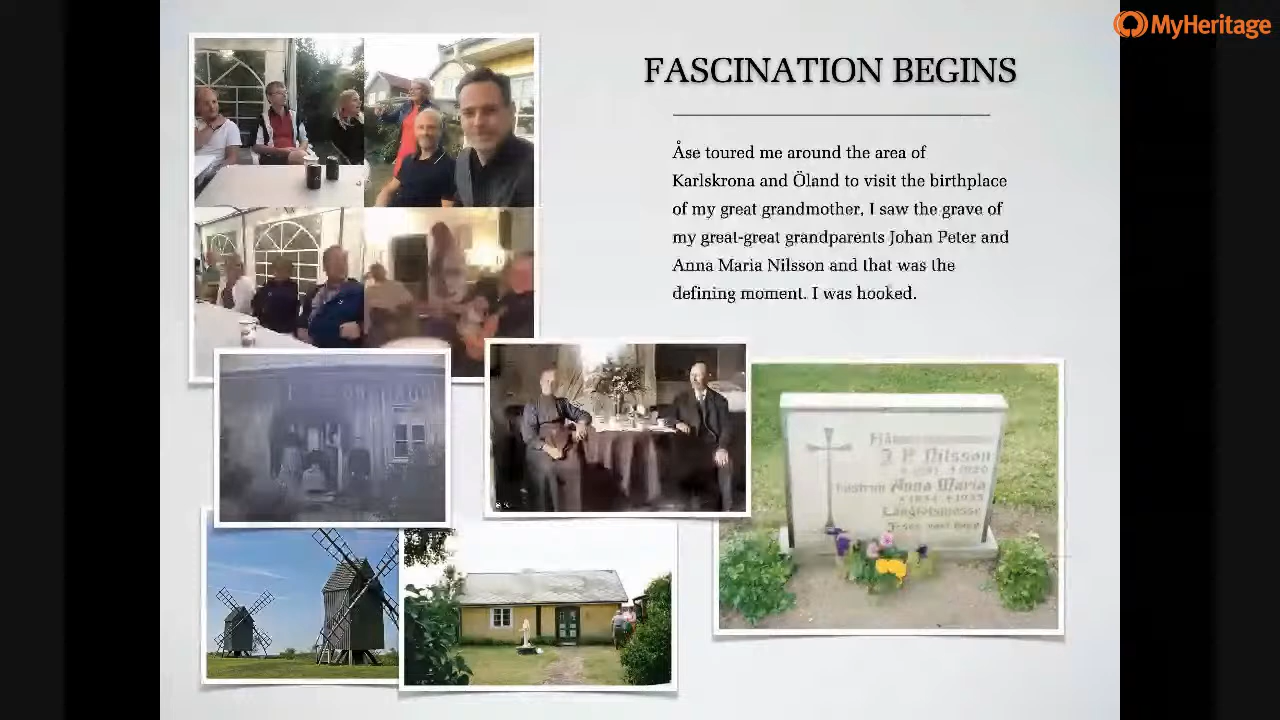 MyHeritage
FASCINATION BEGINS
Åse toured me around the area of
Karlskrona and Öland to visit the birthplace
of my great grandmother, I saw the grave of
my great-great grandparents Johan Peter and
Anna Maria Nilsson and that was the
defining moment. I was hooked.
J P Nilsson
Anna Maria
Långlötsmosse